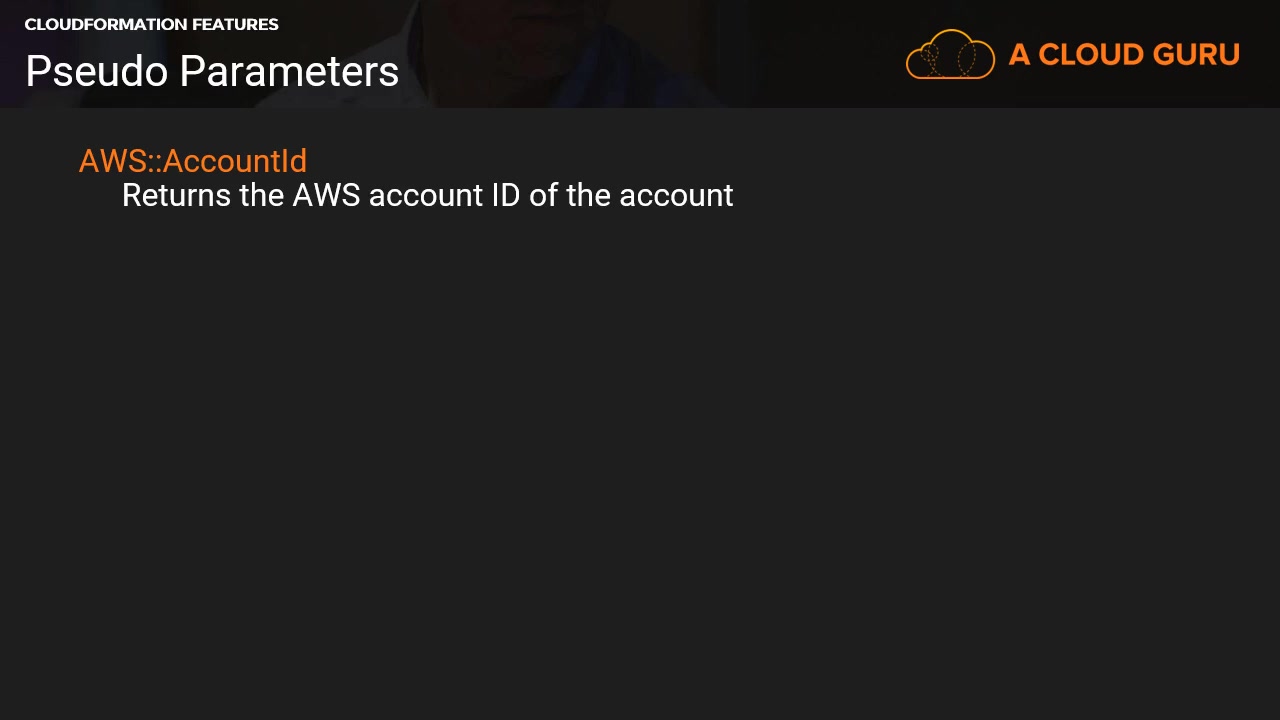 CLOUDFORMATION FEATURES
Pseudo Parameters
A CLOUD GURU
AWS::AccountId
Returns the AWS account ID of the account